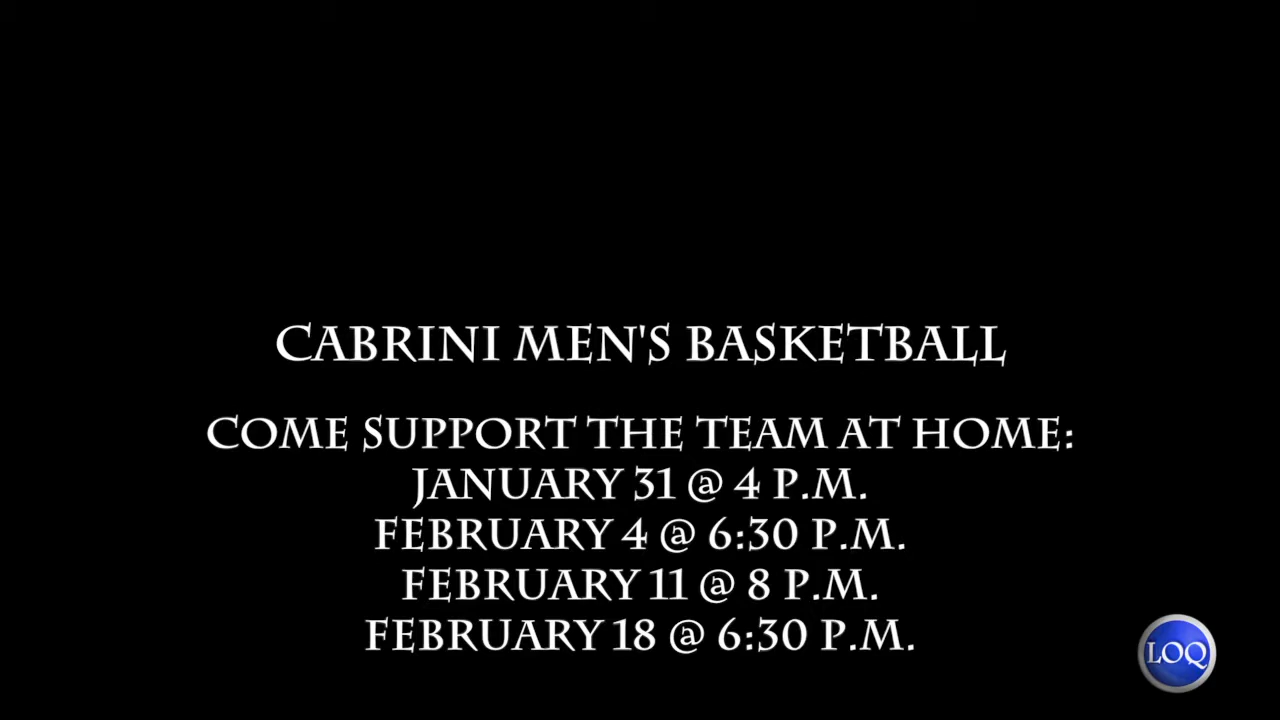 CABRINI MEN'S BASKETBALL
COME SUPPORT THE TEAM AT HOME:
JANUARY 31 @ 4 P.M.
FEBRUARY 4 @ 6:30 P.M.
FEBRUARY 11 @ 8 P.M.
FEBRUARY 18 @ 6:30 P.M.
LOQ